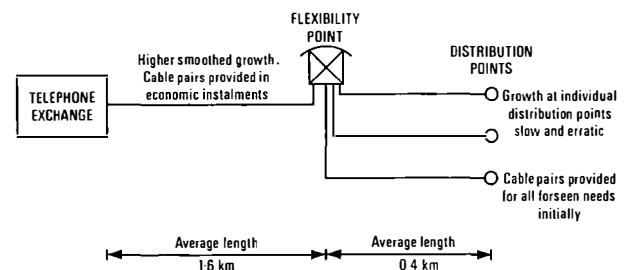 FLEXIBILITY
POINT
Higher smoothed growth.
Cable pairs provided in
economic instalments
DISTRIBUTION
POINTS
TELEPHONE
EXCHANGE
Growth at individual
distribution points
slow and erratic
Cable pairs provided
for all forseen needs
initially
Average length
1·6 km
Average length
0·4 km